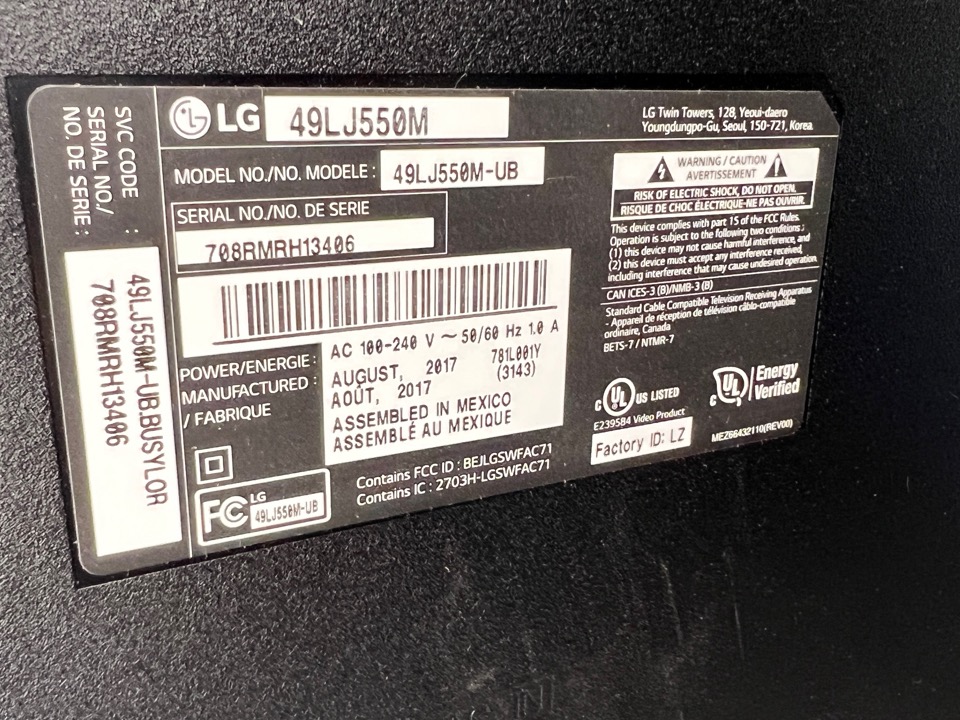 SVC CODE :
SERIAL NO./
NO. DE SERIE :
49LJ550M-UB.BUSYLOR
708RMRH13406
LG 49LJ550M
MODEL NO./NO. MODELE : 49LJ550M-UB
SERIAL NO./NO. DE SERIE
708RMRH13406
POWER/ENERGIE : AC 100-240 V ~ 50/60 Hz 1.0 A
MANUFACTURED : AUGUST, 2017 781L001Y
/ FABRIQUE AOÛT, 2017 (3143)
ASSEMBLED IN MEXICO
ASSEMBLÉ AU MEXIQUE
FC LG
49LJ550M-UB
Contains FCC ID : BEJLGSWFAC71
Contains IC : 2703H-LGSWFAC71
LG Twin Towers, 128, Yeoui-daero
Youngdungpo-Gu, Seoul, 150-721, Korea
WARNING / CAUTION
AVERTISSEMENT
RISK OF ELECTRIC SHOCK, DO NOT OPEN.
RISQUE DE CHOC ÉLECTRIQUE-NE PAS OUVRIR.
This device complies with part 15 of the FCC Rules.
Operation is subject to the following two conditions :
(1) this device may not cause harmful interference, and
(2) this device must accept any interference received,
including interference that may cause undesired operation.
CAN ICES-3 (B)/NMB-3 (B)
Standard Cable Compatible Television Receiving Apparatus
- Appareil de réception de télévision câblo-compatible
ordinaire, Canada
BETS-7 / NTMR-7
c UL US LISTED
E239584 Video Product
c UL Energy
Verified
Factory ID: LZ
MEZ66432110(REV00)